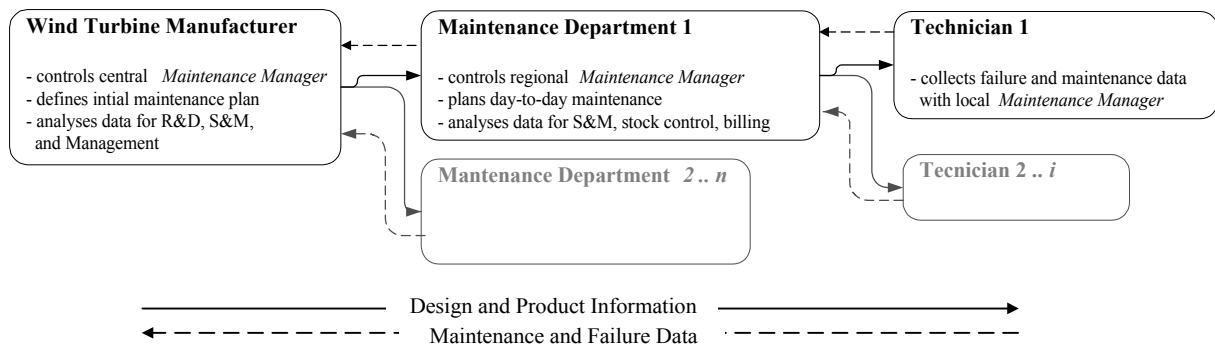 Wind Turbine Manufacturer
- controls central Maintenance Manager
- defines intial maintenance plan
- analyses data for R&D, S&M,
and Management
Maintenance Department 1
- controls regional Maintenance Manager
- plans day-to-day maintenance
- analyses data for S&M, stock control, billing
Technician 1
- collects failure and maintenance data
with local Maintenance Manager
Mantenance Department 2 .. n
Tecnician 2 .. i
Design and Product Information
Maintenance and Failure Data